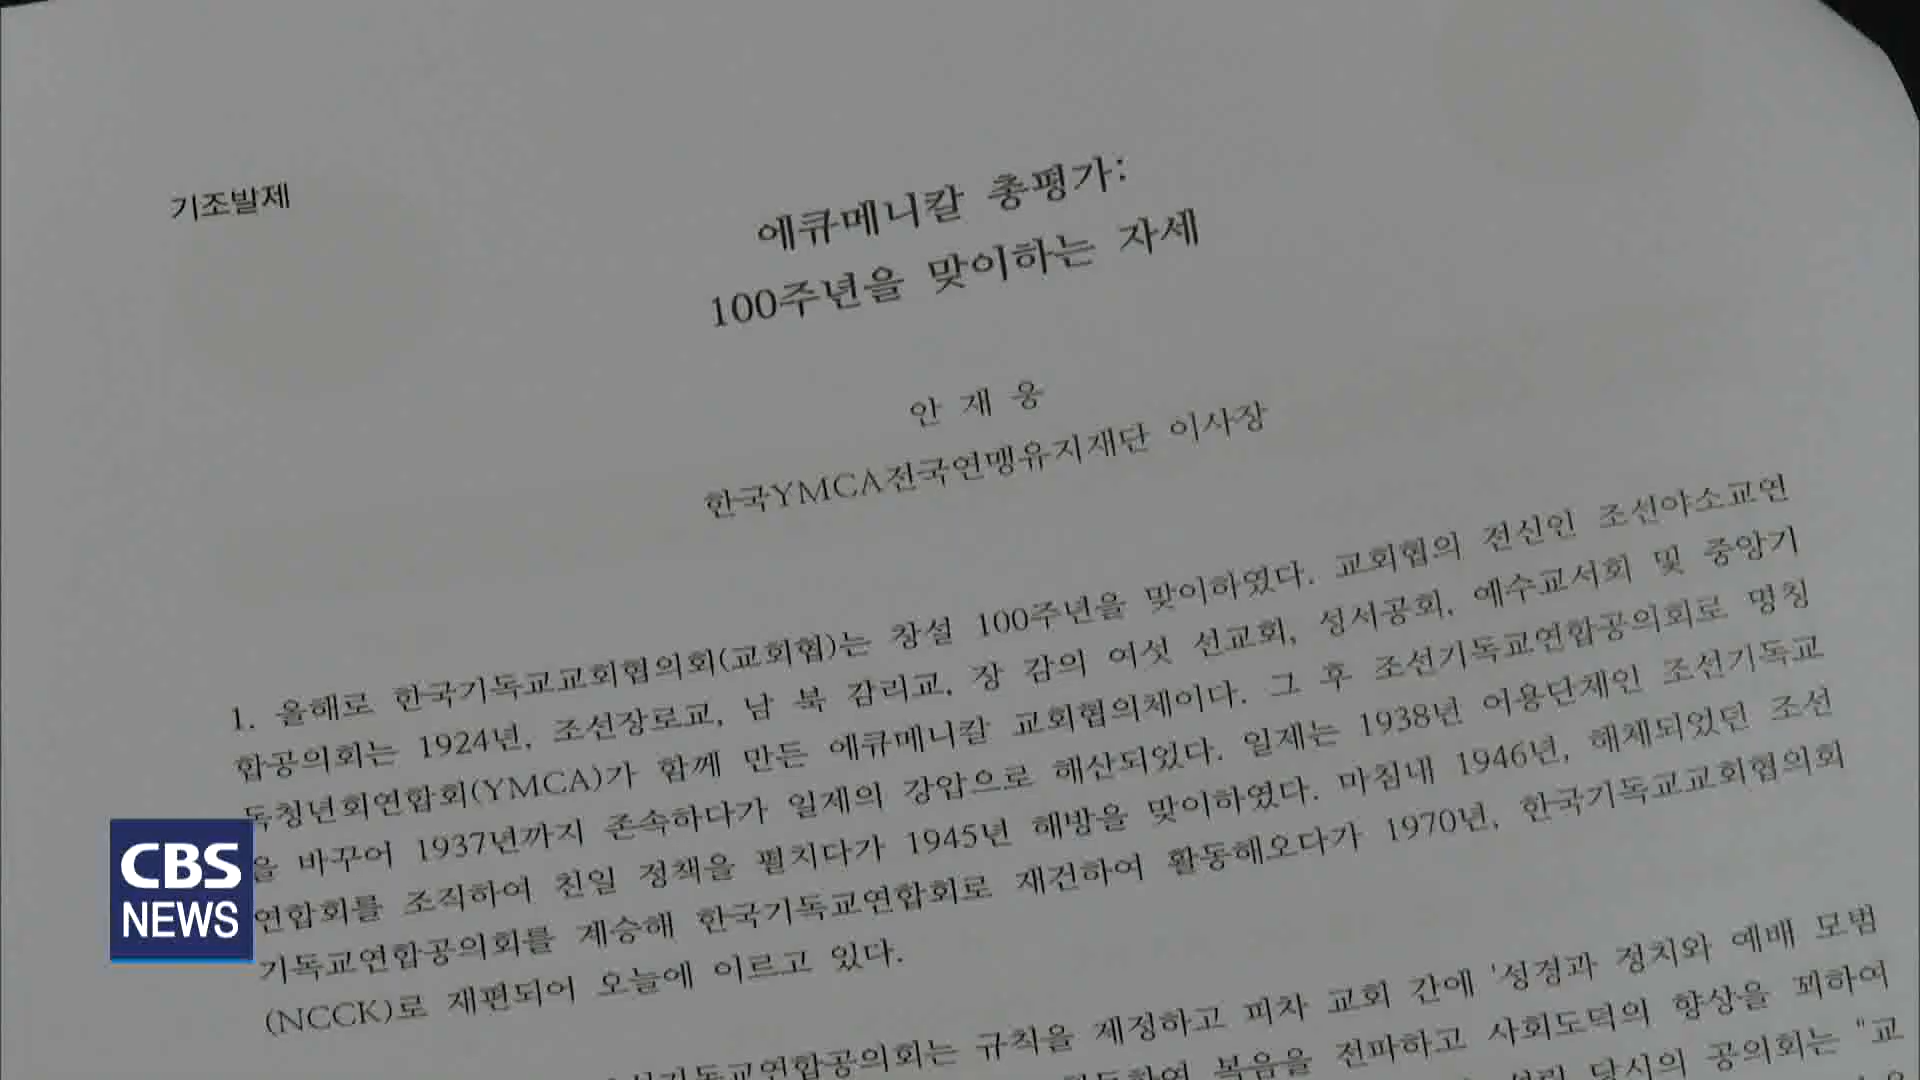 기조발제
에큐메니칼 총평가:
100주년을 맞이하는 자세
안 재 웅
한국YMCA전국연맹유지재단 이사장
1. 올해로 한국기독교교회협의회(교회협)는 창설 100주년을 맞이하였다. 교회협의 전신인 조선야소교연
합공의회는 1924년, 조선장로교, 남 북 감리교, 장 감의 여섯 선교회, 성서공회, 예수교서회 및 중앙기
독청년회연합회(YMCA)가 함께 만든 에큐메니칼 교회협의체이다. 그 후 조선기독교연합공의회로 명칭
을 바꾸어 1937년까지 존속하다가 일제의 강압으로 해산되었다. 일제는 1938년 어용단체인 조선기독교
연합회를 조직하여 친일 정책을 펼치다가 1945년 해방을 맞이하였다. 마침내 1946년, 해체되었던 조선
기독교연합공의회를 계승해 한국기독교연합회로 재건하여 활동해오다가 1970년, 한국기독교교회협의회
(NCCK)로 재편되어 오늘에 이르고 있다.
공의회는 규칙을 제정하고 피차 교회 간에 '성경과 정치와 예배 모범
복음을 전파하고 사회도덕의 향상을 꾀하여
당시의 공의회는 "교
CBS
NEWS